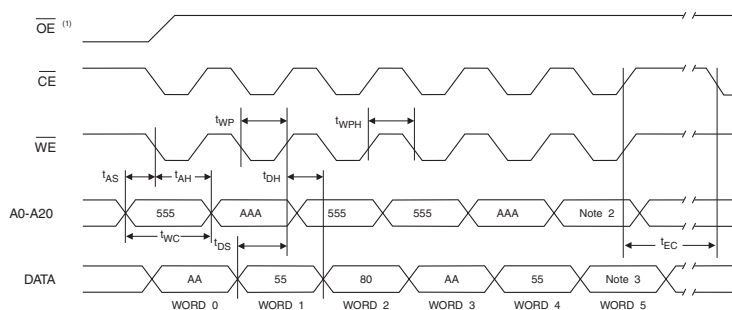 OE (1)
CE
tWP
tWPH
WE
tAS
tAH
tDH
A0-A20
555
AAA
555
555
AAA
Note 2
tWC
tDS
tEC
DATA
AA
55
80
AA
55
Note 3
WORD 0
WORD 1
WORD 2
WORD 3
WORD 4
WORD 5